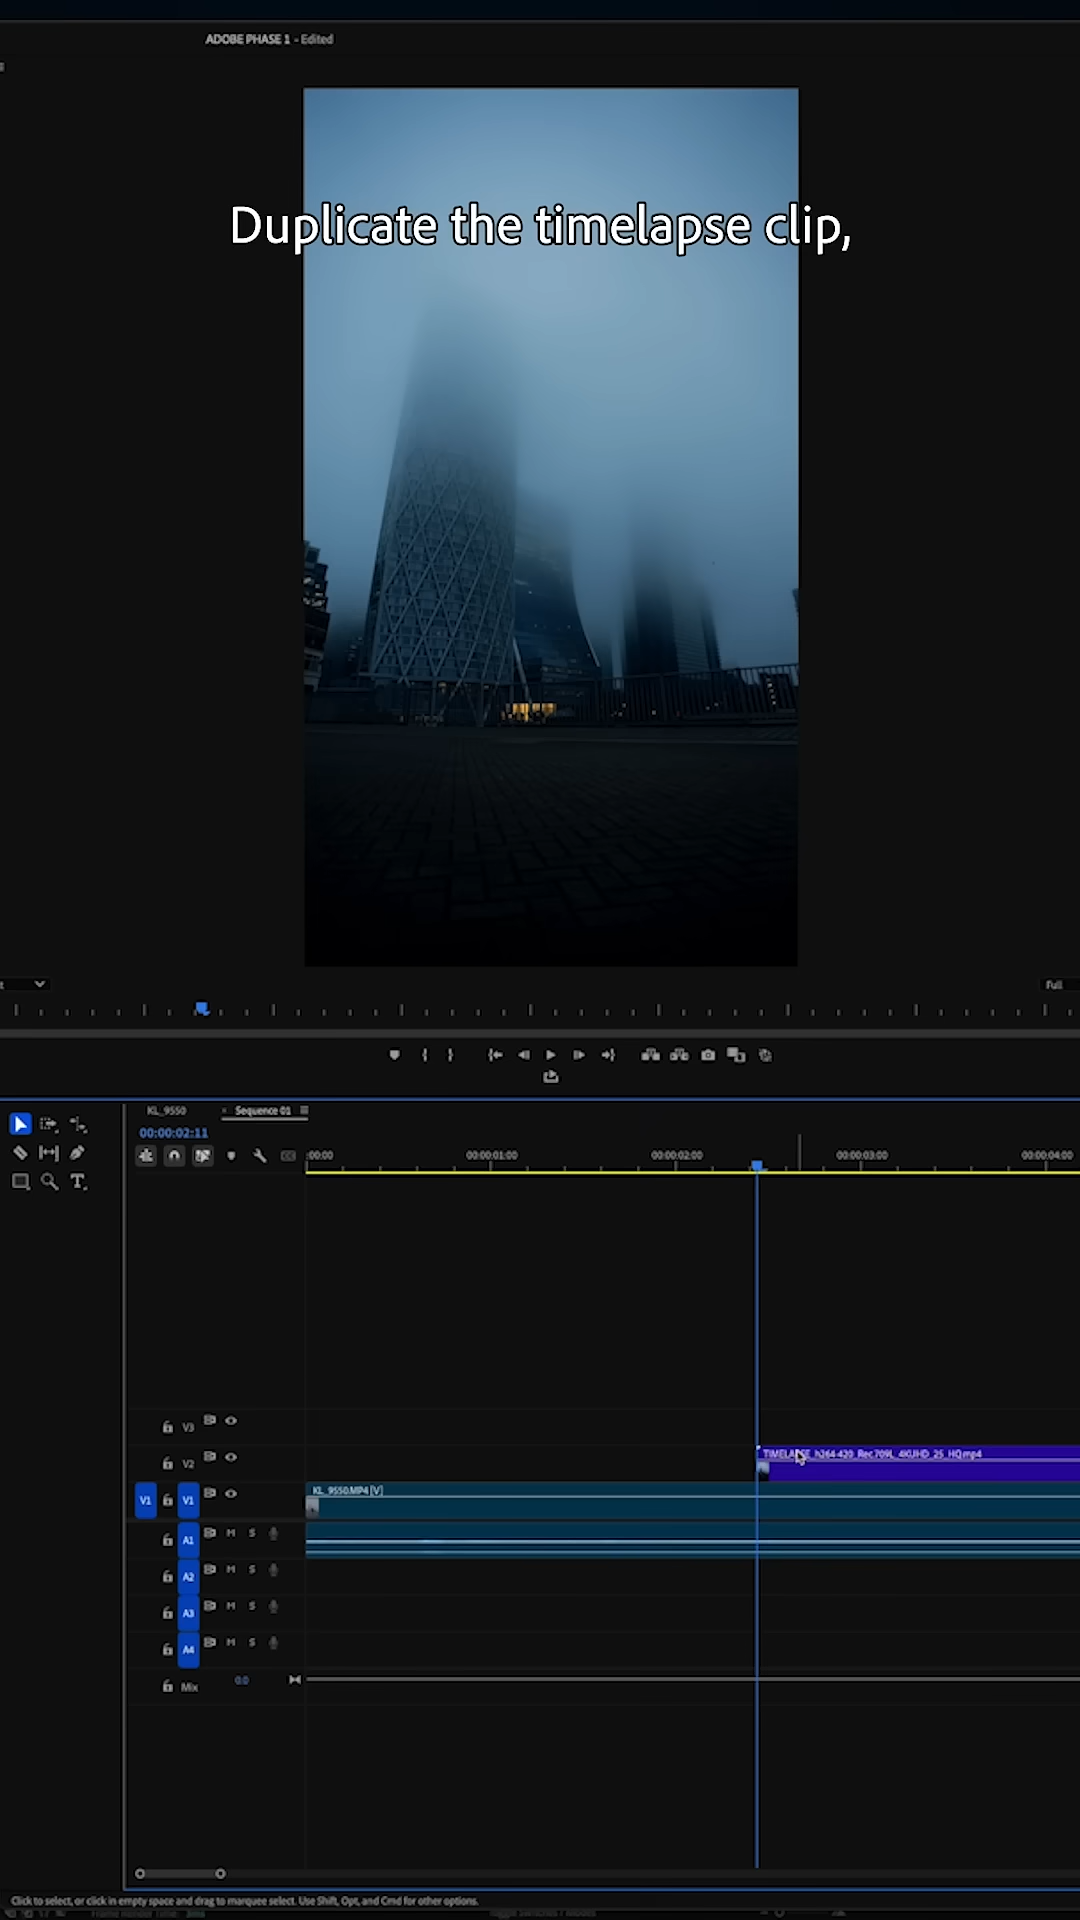 ADOBE PHASE 1 - Edited
Duplicate the timelapse clip,
Full
KL_9550
Sequence 01
00:00:02:11
:00:00
00:00:01:00
00:00:02:00
00:00:03:00
00:00:04:00
V3
V2
TIMELAPSE_h264-420_Rec709L_4KUHD_25_HQ.mp4
V1
V1
KL_9550.MP4 [V]
A1
M
S
A2
M
S
A3
M
S
A4
M
S
Mix
0.0
Click to select, or click in empty space and drag to marquee select. Use Shift, Opt, and Cmd for other options.